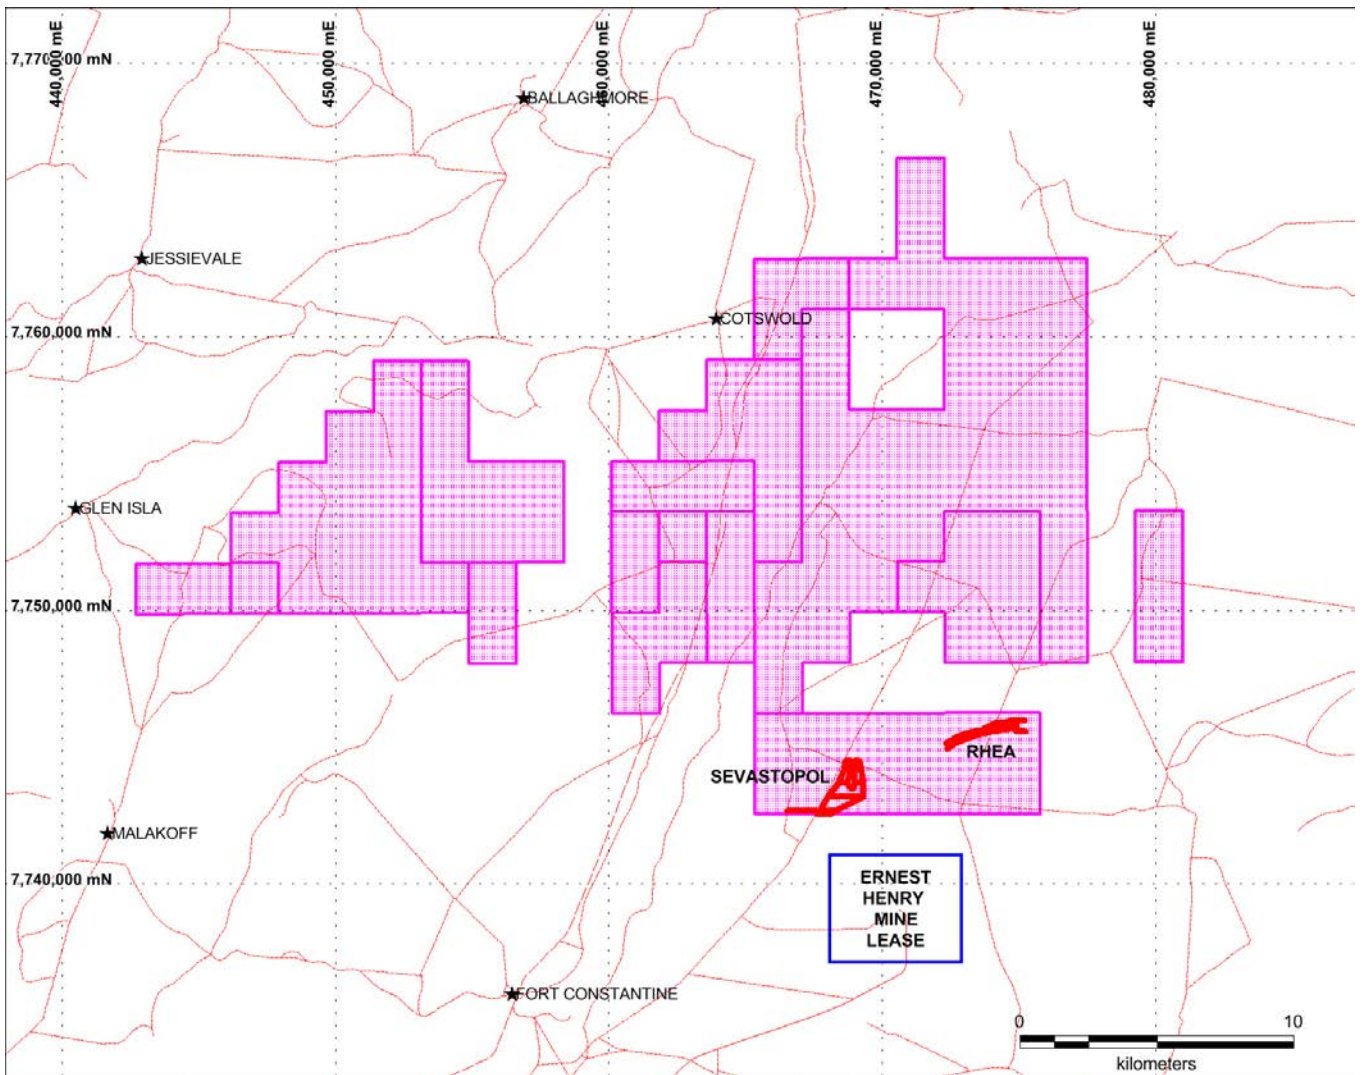 440,000 mE
450,000 mE
460,000 mE
470,000 mE
480,000 mE
7,770,000 mN
BALLAGHMORE
JESSIEVALE
COTSWOLD
7,760,000 mN
GLEN ISLA
7,750,000 mN
RHEA
SEVASTOPOL
MALAKOFF
7,740,000 mN
ERNEST
HENRY
MINE
LEASE
FORT CONSTANTINE
0 10
kilometers